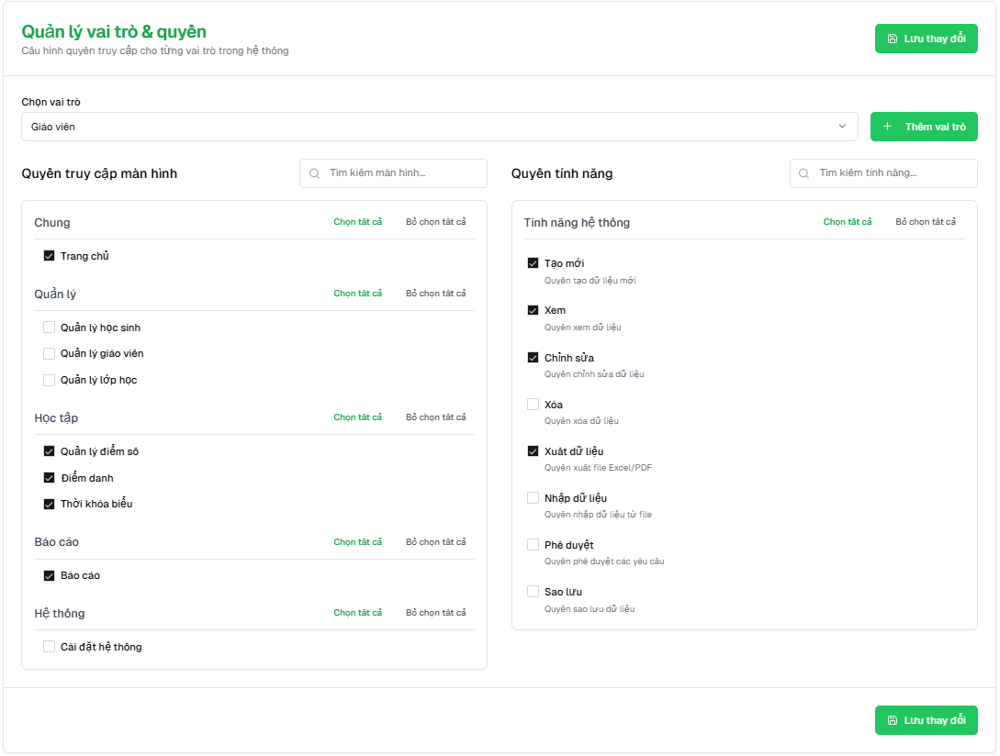 Quản lý vai trò & quyền
Cấu hình quyền truy cập cho từng vai trò trong hệ thống
Lưu thay đổi
Chọn vai trò
Giáo viên
Thêm vai trò
Quyền truy cập màn hình
Tìm kiếm màn hình...
Chung
Chọn tất cả
Bỏ chọn tất cả
Trang chủ
Quản lý
Chọn tất cả
Bỏ chọn tất cả
Quản lý học sinh
Quản lý giáo viên
Quản lý lớp học
Học tập
Chọn tất cả
Bỏ chọn tất cả
Quản lý điểm số
Điểm danh
Thời khóa biểu
Báo cáo
Chọn tất cả
Bỏ chọn tất cả
Báo cáo
Hệ thống
Chọn tất cả
Bỏ chọn tất cả
Cài đặt hệ thống
Quyền tính năng
Tìm kiếm tính năng...
Tính năng hệ thống
Chọn tất cả
Bỏ chọn tất cả
Tạo mới
Quyền tạo dữ liệu mới
Xem
Quyền xem dữ liệu
Chỉnh sửa
Quyền chỉnh sửa dữ liệu
Xóa
Quyền xóa dữ liệu
Xuất dữ liệu
Quyền xuất file Excel/PDF
Nhập dữ liệu
Quyền nhập dữ liệu từ file
Phê duyệt
Quyền phê duyệt các yêu cầu
Sao lưu
Quyền sao lưu dữ liệu
Lưu thay đổi